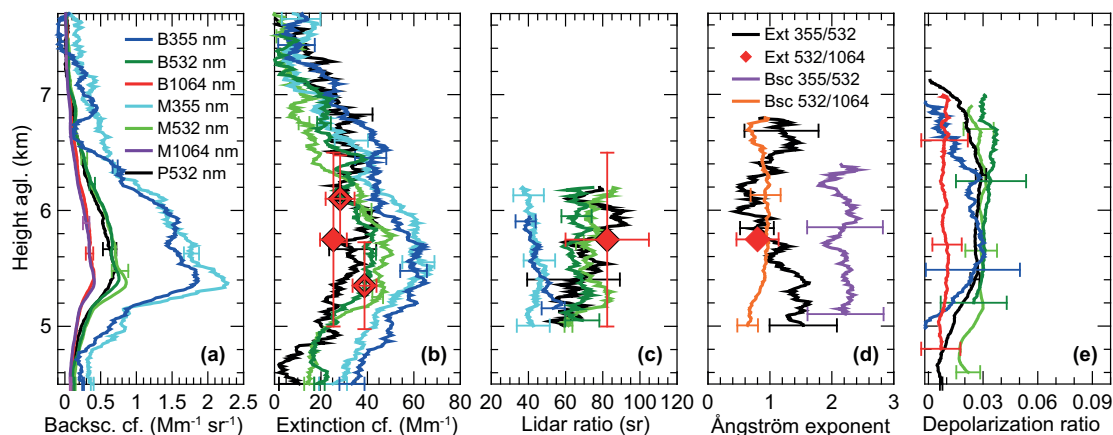 B355 nm
B532 nm
B1064 nm
M355 nm
M532 nm
M1064 nm
P532 nm
Ext 355/532
Ext 532/1064
Bsc 355/532
Bsc 532/1064
Height agl. (km)
7
6
5
(a)
(b)
(c)
(d)
(e)
0 0.5 1.0 1.5 2.0 2.5
0 20 40 60 80
20 40 60 80 100 120
0 1 2 3
0 0.03 0.06 0.09
Backsc. cf. (Mm⁻¹ sr⁻¹)
Extinction cf. (Mm⁻¹)
Lidar ratio (sr)
Ångström exponent
Depolarization ratio